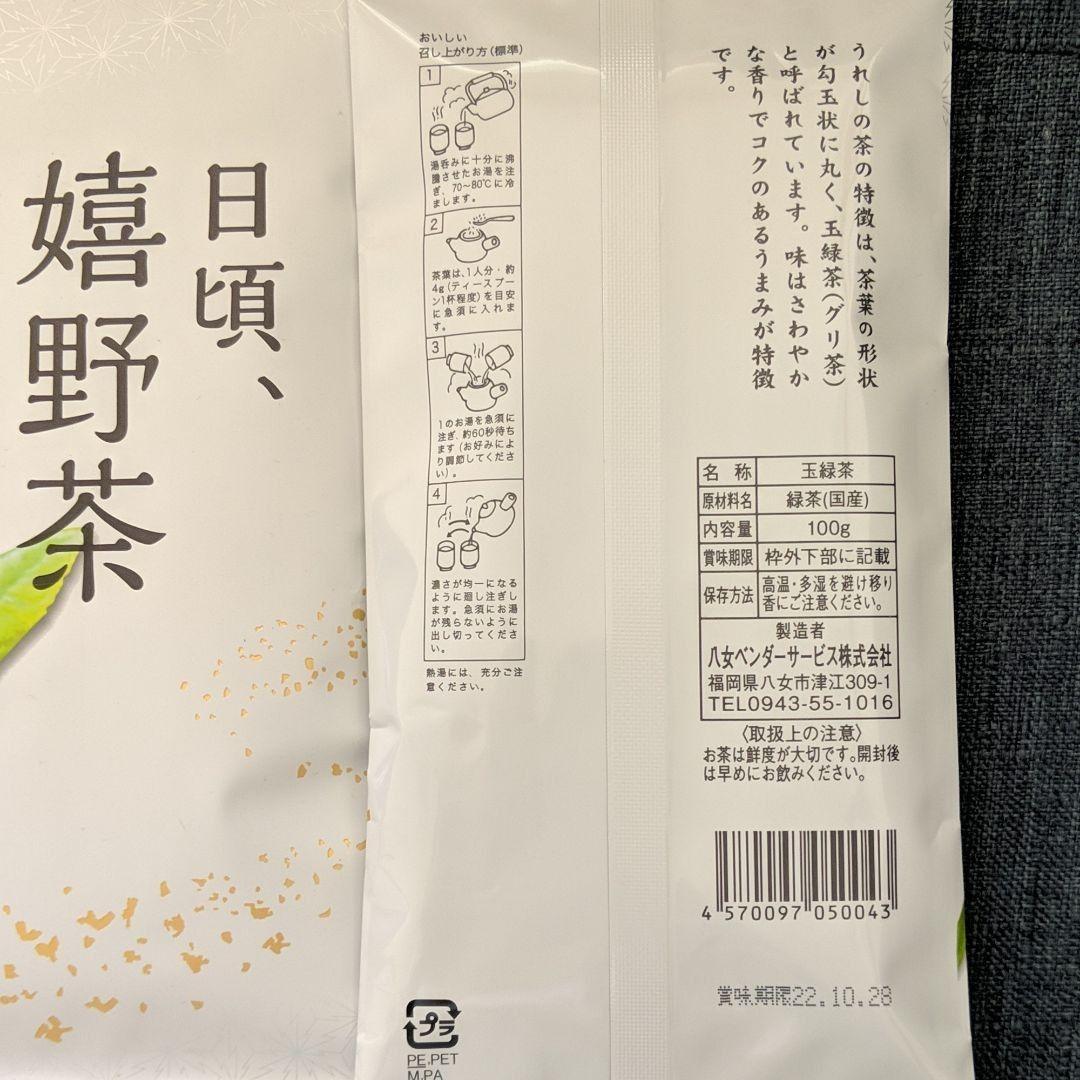 日頃、
嬉野茶
おいしい
召し上がり方(標準)
1
湯呑みに十分に沸
騰させたお湯を注
ぎ、70〜80℃に冷
まします。
2
茶葉は、1人分・約
4g(ティースプー
ン1杯程度)を目安
に急須に入れま
す。
3
1のお湯を急須に
注ぎ、約60秒待ち
ます(お好みによ
り調節してくださ
い)。
4
濃さが均一になる
ように廻し注ぎし
ます。急須にお湯
が残らないように
出し切ってくださ
い。
熱湯には、充分ご注
意ください。
うれしの茶の特徴は、茶葉の形状
が勾玉状に丸く、玉緑茶(グリ茶)
と呼ばれています。味はさわやか
な香りでコクのあるうまみが特徴
です。
名称 玉緑茶
原材料名 緑茶(国産)
内容量 100g
賞味期限 枠外下部に記載
保存方法 高温・多湿を避け移り
香にご注意ください。
製造者
八女ベンダーサービス株式会社
福岡県八女市津江309-1
TEL0943-55-1016
〈取扱上の注意〉
お茶は鮮度が大切です。開封後
は早めにお飲みください。
4 570097 050043
賞味期限22.10.28
プラ
PE,PET
M,PA